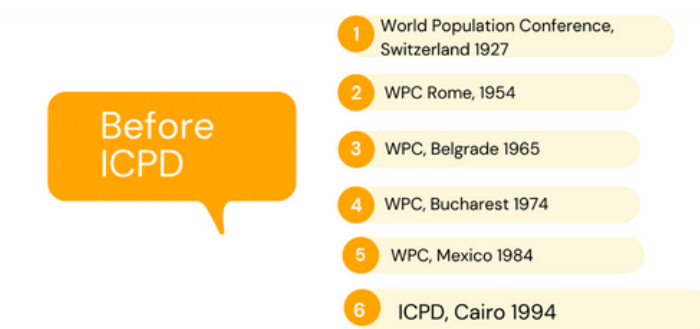 Before
ICPD
1 World Population Conference,
Switzerland 1927
2 WPC Rome, 1954
3 WPC, Belgrade 1965
4 WPC, Bucharest 1974
5 WPC, Mexico 1984
6 ICPD, Cairo 1994